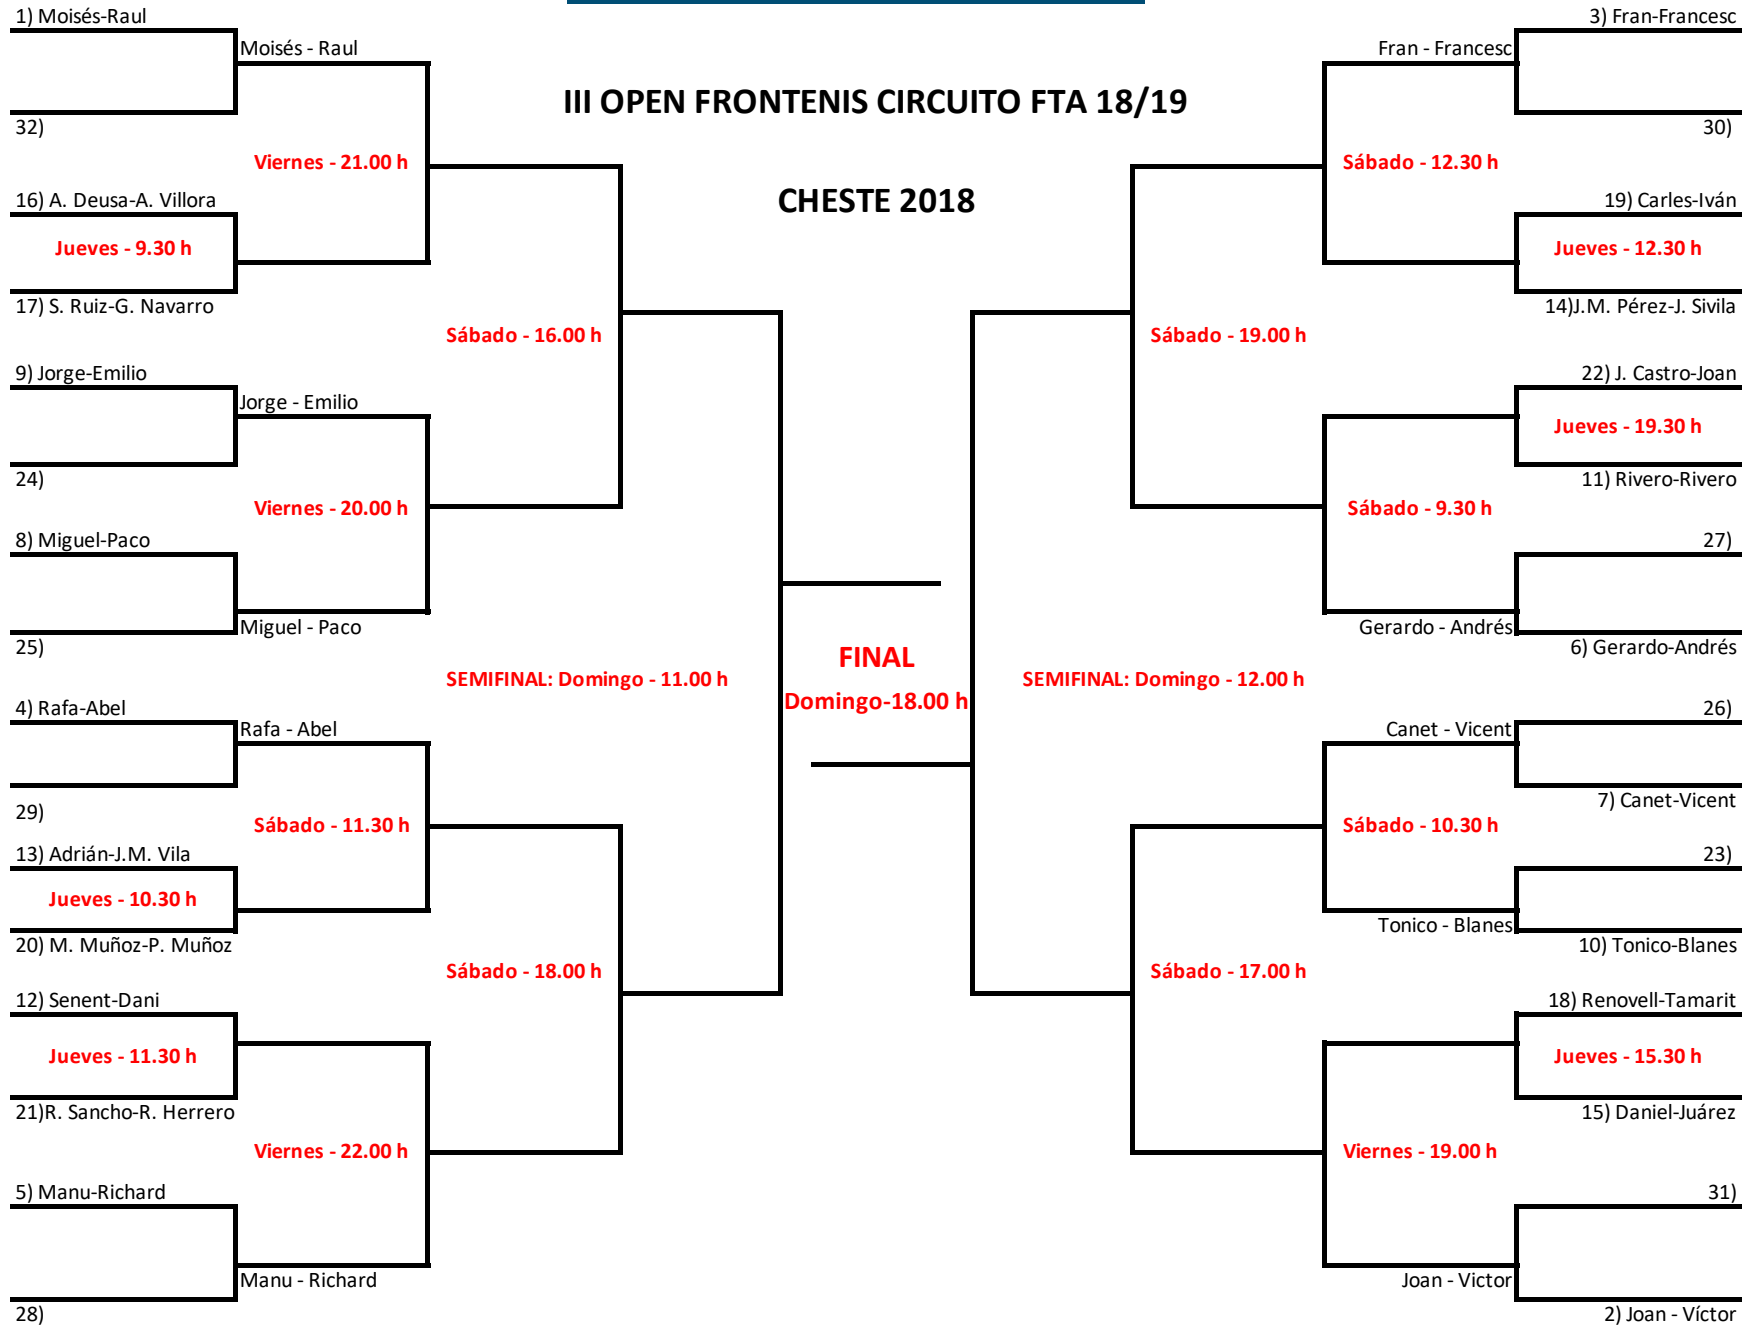 III OPEN FRONTENIS CIRCUITO FTA 18/19
CHESTE 2018
1) Moisés-Raul
Moisés - Raul
32)
Viernes - 21.00 h
16) A. Deusa-A. Villora
Jueves - 9.30 h
17) S. Ruiz-G. Navarro
Sábado - 16.00 h
9) Jorge-Emilio
Jorge - Emilio
24)
Viernes - 20.00 h
8) Miguel-Paco
Miguel - Paco
25)
SEMIFINAL: Domingo - 11.00 h
4) Rafa-Abel
Rafa - Abel
29)
Sábado - 11.30 h
13) Adrián-J.M. Vila
Jueves - 10.30 h
20) M. Muñoz-P. Muñoz
Sábado - 18.00 h
12) Senent-Dani
Jueves - 11.30 h
21)R. Sancho-R. Herrero
Viernes - 22.00 h
5) Manu-Richard
Manu - Richard
28)
FINAL
Domingo-18.00 h
3) Fran-Francesc
Fran - Francesc
30)
Sábado - 12.30 h
19) Carles-Iván
Jueves - 12.30 h
14)J.M. Pérez-J. Sivila
Sábado - 19.00 h
22) J. Castro-Joan
Jueves - 19.30 h
11) Rivero-Rivero
Sábado - 9.30 h
27)
Gerardo - Andrés
6) Gerardo-Andrés
SEMIFINAL: Domingo - 12.00 h
26)
Canet - Vicent
7) Canet-Vicent
Sábado - 10.30 h
23)
Tonico - Blanes
10) Tonico-Blanes
Sábado - 17.00 h
18) Renovell-Tamarit
Jueves - 15.30 h
15) Daniel-Juárez
Viernes - 19.00 h
31)
Joan - Victor
2) Joan - Víctor